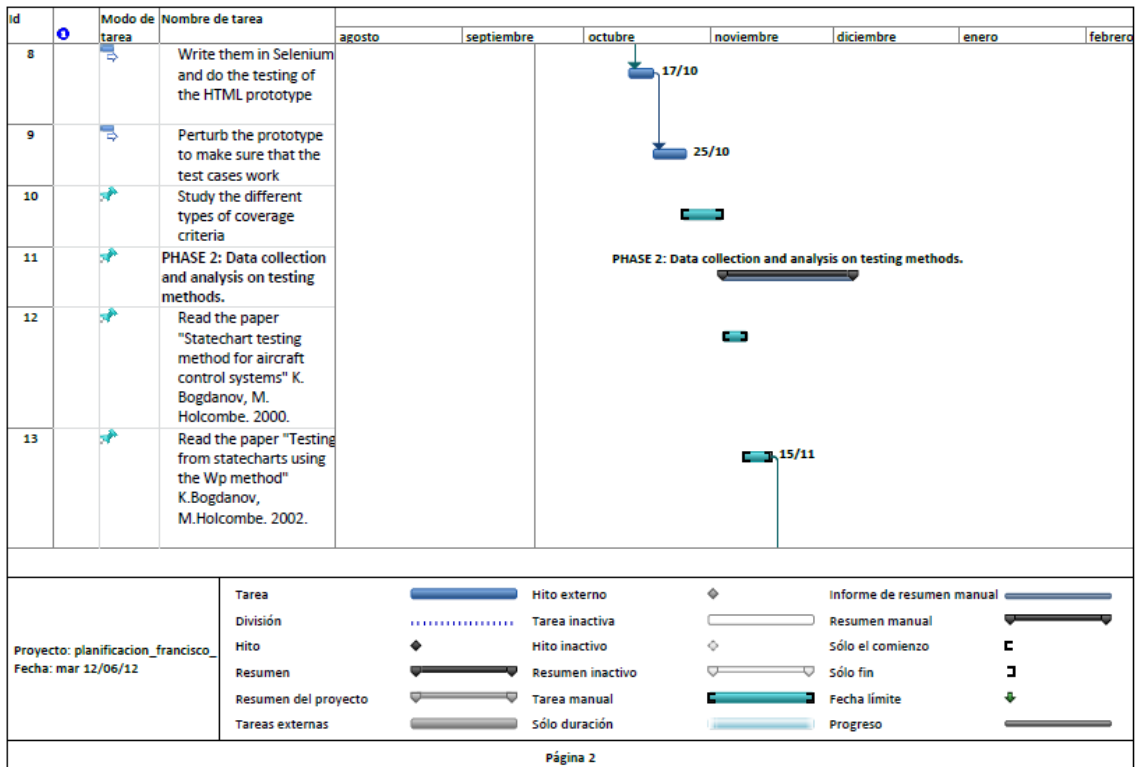 Id Modo de tarea Nombre de tarea
agosto septiembre octubre noviembre diciembre enero febrero
8 Write them in Selenium
and do the testing of
the HTML prototype
17/10
9 Perturb the prototype
to make sure that the
test cases work
25/10
10 Study the different
types of coverage
criteria
11 PHASE 2: Data collection
and analysis on testing
methods.
PHASE 2: Data collection and analysis on testing methods.
12 Read the paper
"Statechart testing
method for aircraft
control systems" K.
Bogdanov, M.
Holcombe. 2000.
13 Read the paper "Testing
from statecharts using
the Wp method"
K.Bogdanov,
M.Holcombe. 2002.
15/11
Proyecto: planificacion_francisco_
Fecha: mar 12/06/12
Tarea
División
Hito
Resumen
Resumen del proyecto
Tareas externas
Hito externo
Tarea inactiva
Hito inactivo
Resumen inactivo
Tarea manual
Sólo duración
Informe de resumen manual
Resumen manual
Sólo el comienzo
Sólo fin
Fecha límite
Progreso
Página 2